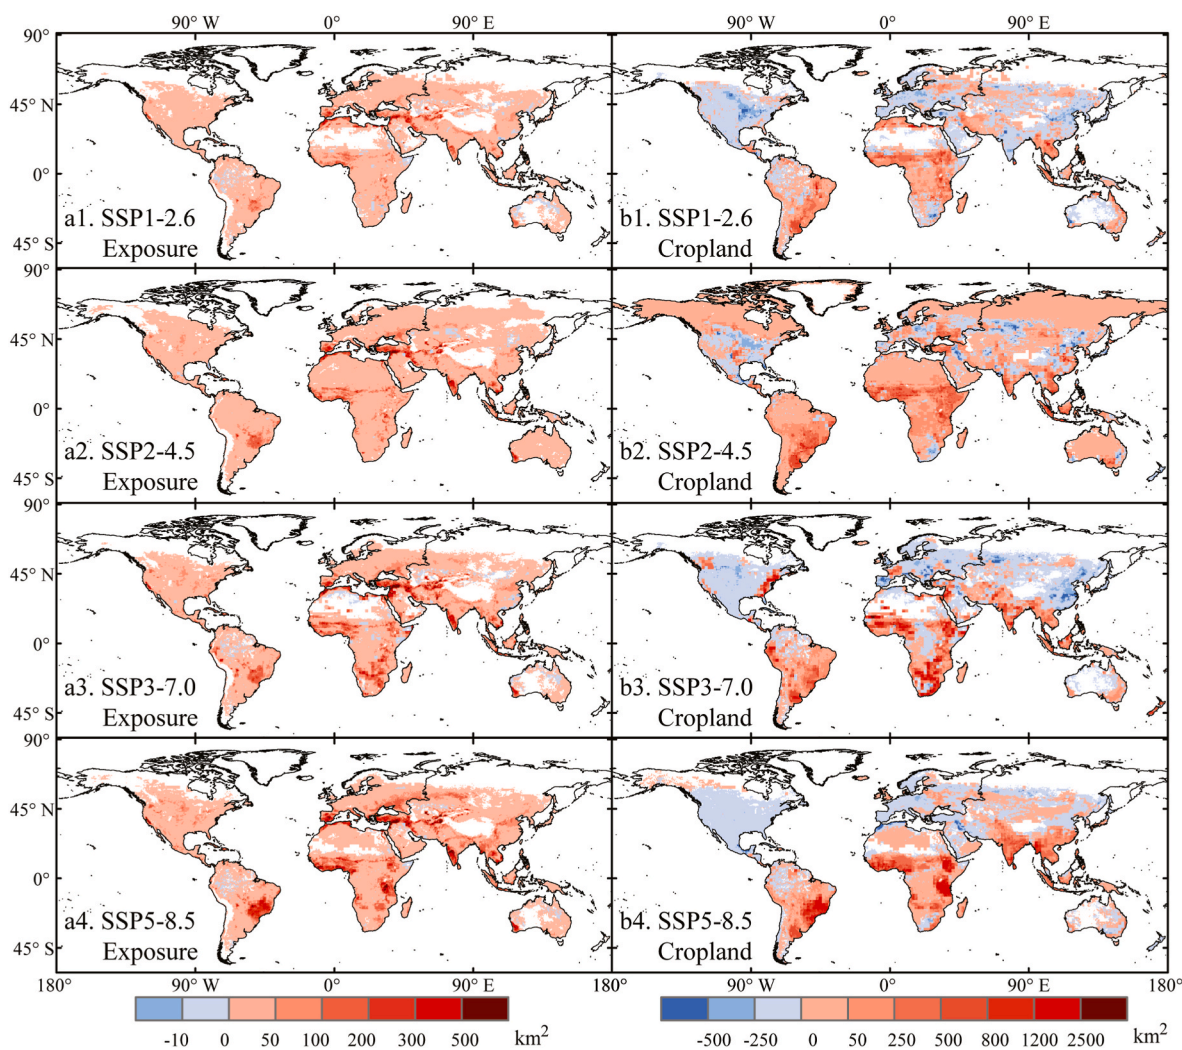 90° W 0° 90° E 90° W 0° 90° E
90°
45° N
0°
45° S
a1. SSP1-2.6
Exposure
b1. SSP1-2.6
Cropland
90°
45° N
0°
45° S
a2. SSP2-4.5
Exposure
b2. SSP2-4.5
Cropland
90°
45° N
0°
45° S
a3. SSP3-7.0
Exposure
b3. SSP3-7.0
Cropland
90°
45° N
0°
45° S
a4. SSP5-8.5
Exposure
b4. SSP5-8.5
Cropland
180° 90° W 0° 90° E 180° 90° W 0° 90° E 180°
-10 0 50 100 200 300 500 km²
-500 -250 0 50 250 500 800 1200 2500 km²